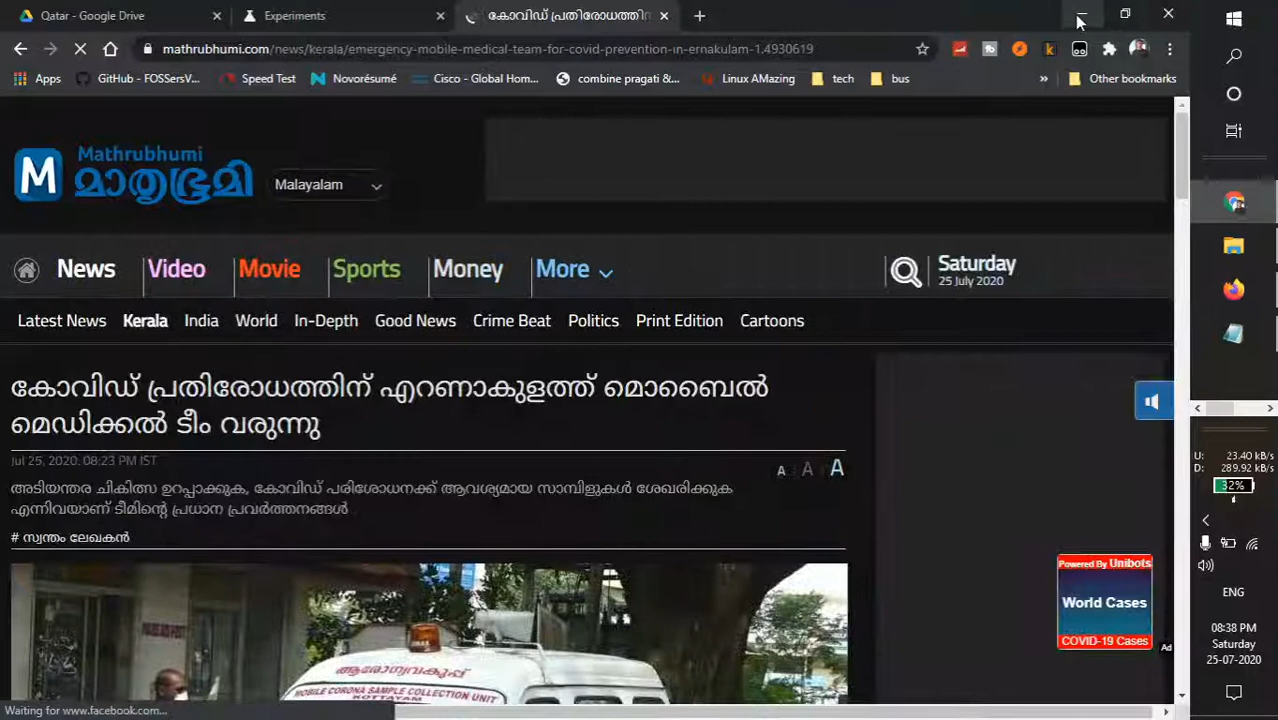 Qatar - Google Drive
Experiments
കോവിഡ് പ്രതിരോധത്തിന
mathrubhumi.com/news/kerala/emergency-mobile-medical-team-for-covid-prevention-in-ernakulam-1.4930619
Apps
GitHub - FOSSersV...
Speed Test
Novorésumé
Cisco - Global Hom...
combine pragati &...
Linux AMazing
tech
bus
»
Other bookmarks
M
Mathrubhumi
മാതൃഭൂമി
Malayalam
News
Video
Movie
Sports
Money
More
Saturday
25 July 2020
Latest News
Kerala
India
World
In-Depth
Good News
Crime Beat
Politics
Print Edition
Cartoons
കോവിഡ് പ്രതിരോധത്തിന് എറണാകുളത്ത് മൊബൈൽ
മെഡിക്കൽ ടീം വരുന്നു
Jul 25, 2020, 08:23 PM IST
A A A
അടിയന്തര ചികിത്സ ഉറപ്പാക്കുക, കോവിഡ് പരിശോധനക്ക് ആവശ്യമായ സാമ്പിളുകൾ ശേഖരിക്കുക
എന്നിവയാണ് ടീമിന്റെ പ്രധാന പ്രവർത്തനങ്ങൾ
# സ്വന്തം ലേഖകൻ
ആരോഗ്യവകുപ്പ്
MOBILE CORONA SAMPLE COLLECTION UNIT
KOTTAYAM
Powered By Unibots
World Cases
COVID-19 Cases
Ad
Waiting for www.facebook.com...
U: 23.40 kB/s
D: 289.92 kB/s
32%
ENG
08:38 PM
Saturday
25-07-2020